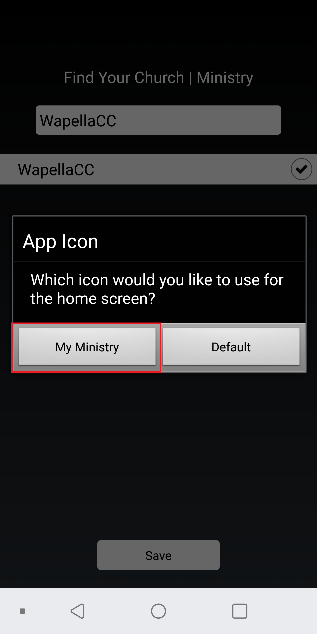 Find Your Church | Ministry
WapellaCC
WapellaCC
App Icon
Which icon would you like to use for
the home screen?
My Ministry
Default
Save